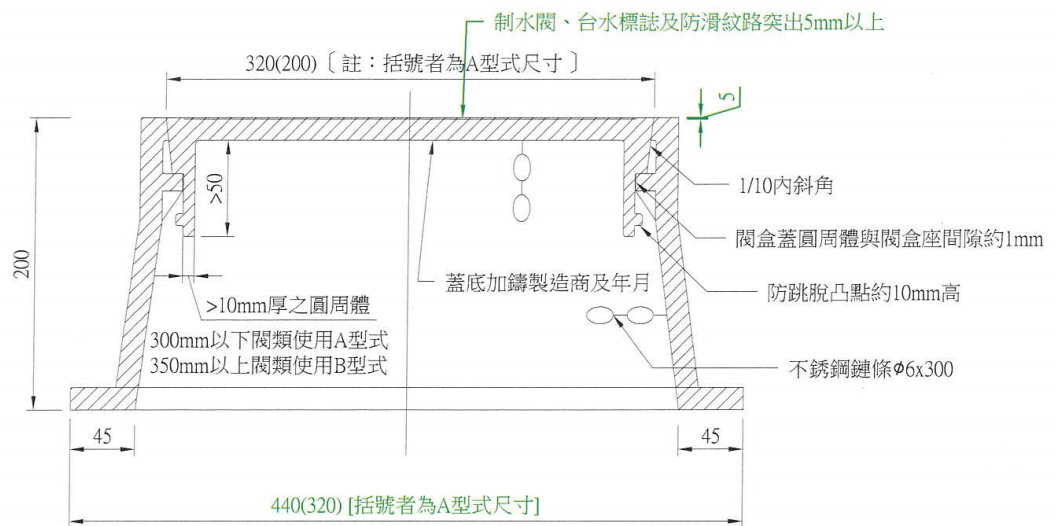 制水閥、台水標誌及防滑紋路突出5mm以上
320(200)〔註：括號者為A型式尺寸〕
5
200
>50
1/10內斜角
閥盒蓋圓周體與閥盒座間隙約1mm
蓋底加鑄製造商及年月
防跳脫凸點約10mm高
>10mm厚之圓周體
300mm以下閥類使用A型式
350mm以上閥類使用B型式
不銹鋼鏈條φ6x300
45
45
440(320) [括號者為A型式尺寸]